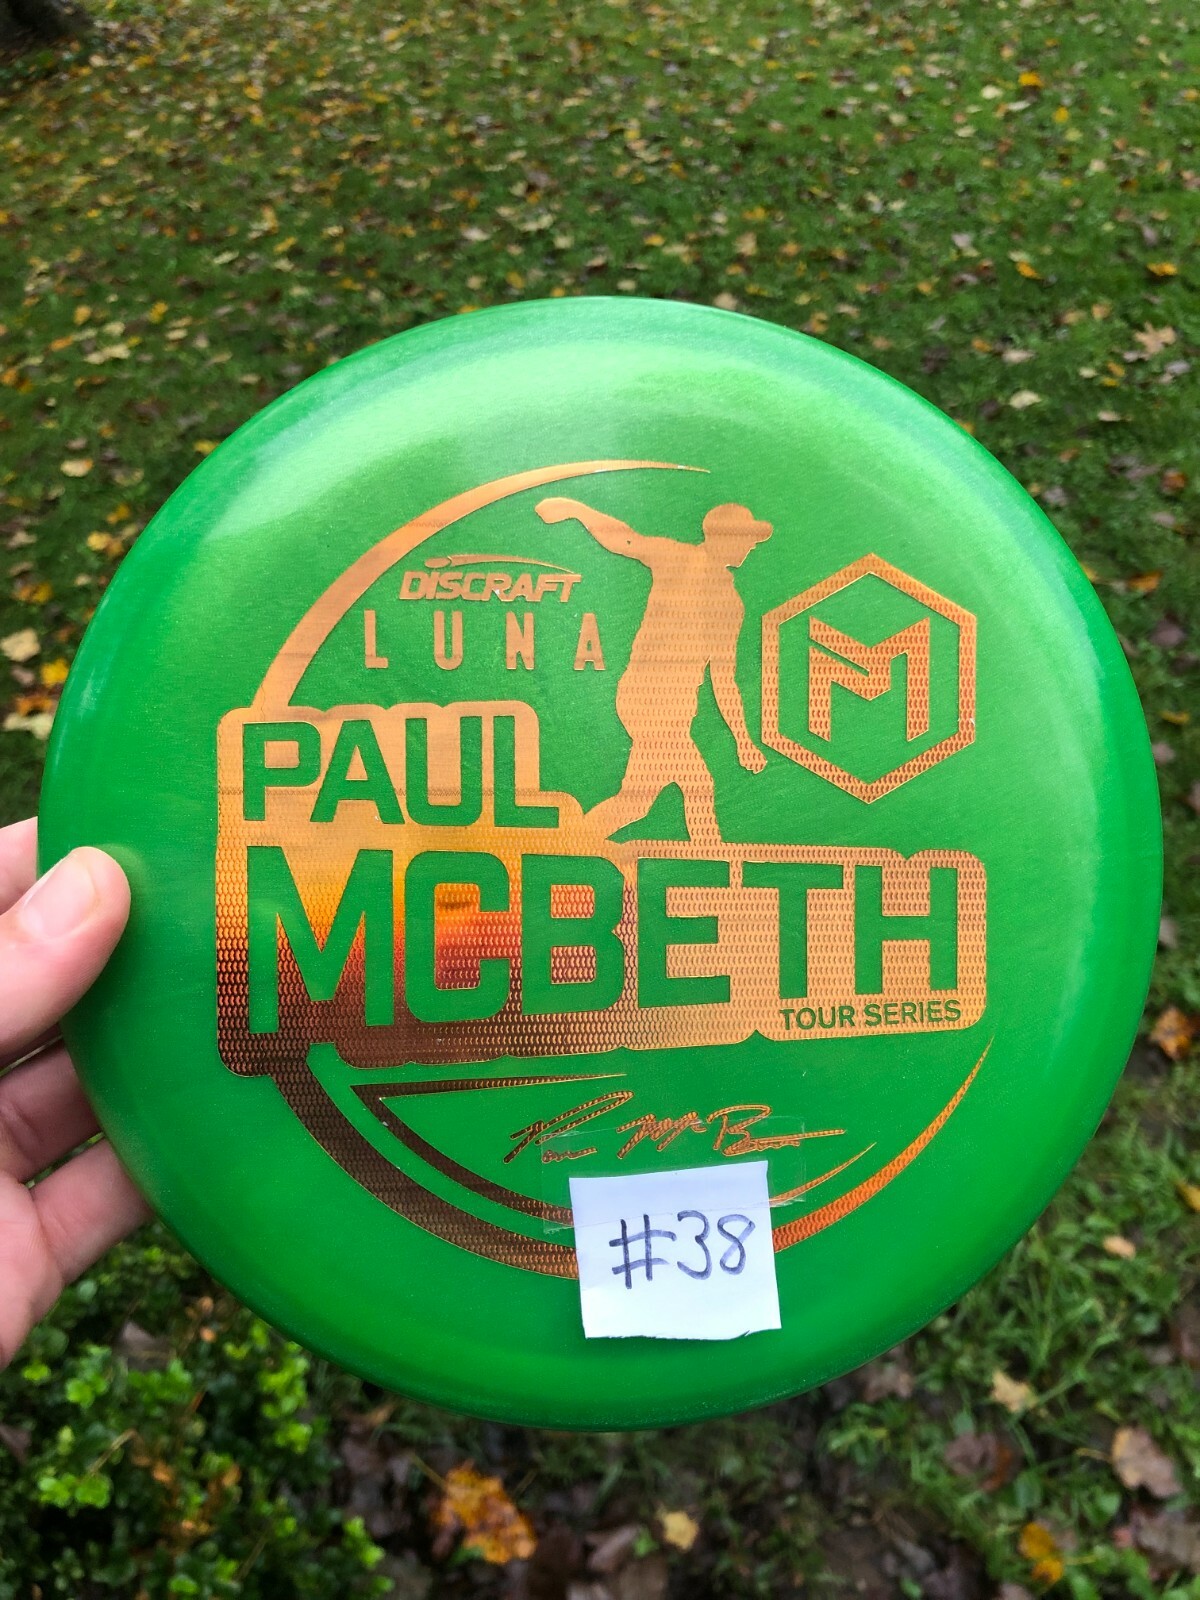 DISCRAFT
LUNA
M
PAUL
MCBETH
TOUR SERIES
#38